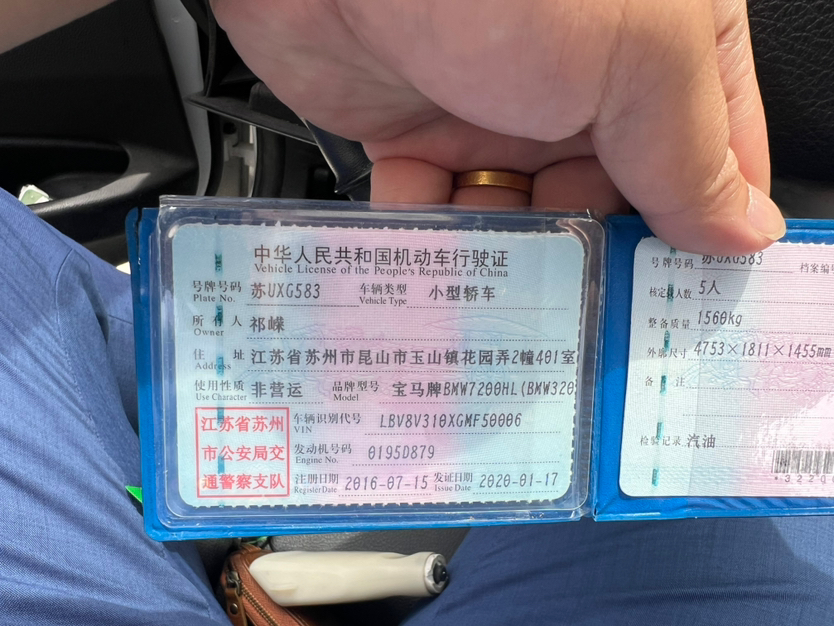 中华人民共和国机动车行驶证
Vehicle License of the People's Republic of China
号牌号码 Plate No. 苏UXG583 车辆类型 Vehicle Type 小型轿车
所有人 Owner 祁嵘
住址 Address 江苏省苏州市昆山市玉山镇花园弄2幢401室
使用性质 Use Character 非营运 品牌型号 Model 宝马牌BMW7200HL(BMW320
江苏省苏州
市公安局交
通警察支队
车辆识别代号 VIN LBV8V310XGMF50006
发动机号码 Engine No. 0195D879
注册日期 Register Date 2016-07-15 发证日期 Issue Date 2020-01-17
号牌号码 苏UXG583 档案编号
核定载人数 5人
整备质量 1560kg
外廓尺寸 4753×1811×1455mm
备注
检验记录 汽油